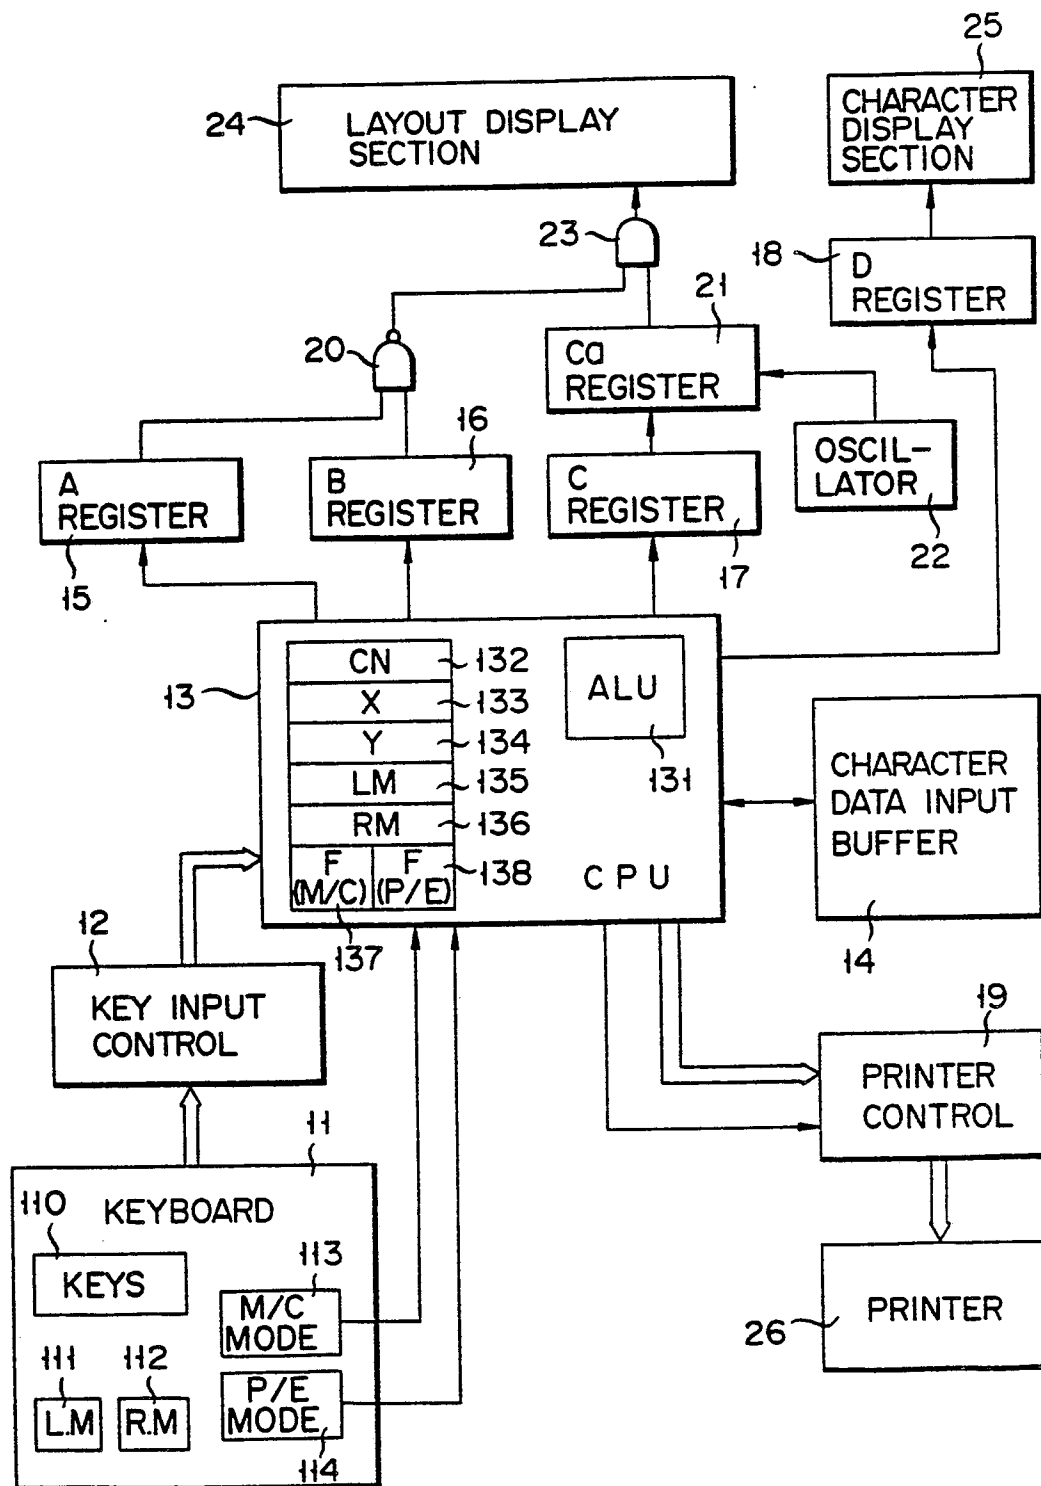 25
24
LAYOUT DISPLAY
SECTION
CHARACTER
DISPLAY
SECTION
23
18
D
REGISTER
21
20
Ca
REGISTER
16
A
REGISTER
B
REGISTER
C
REGISTER
OSCIL-
LATOR
15
17
22
13
CN
132
X
133
Y
134
LM
135
RM
136
F
(M/C)
F
(P/E)
138
137
ALU
131
CPU
CHARACTER
DATA INPUT
BUFFER
14
12
KEY INPUT
CONTROL
19
PRINTER
CONTROL
11
KEYBOARD
110
KEYS
113
M/C
MODE
111
L.M
112
R.M
P/E
MODE
114
26
PRINTER